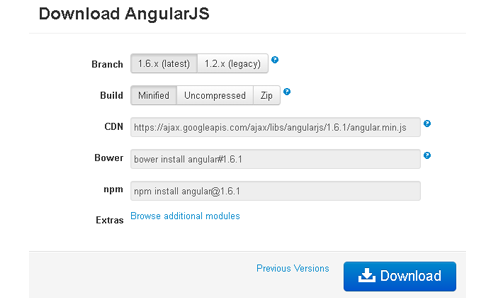 Download AngularJS
Branch 1.6.x (latest) 1.2.x (legacy) ?
Build Minified Uncompressed Zip ?
CDN https://ajax.googleapis.com/ajax/libs/angularjs/1.6.1/angular.min.js ?
Bower bower install angular#1.6.1 ?
npm npm install angular@1.6.1
Extras Browse additional modules
Previous Versions Download